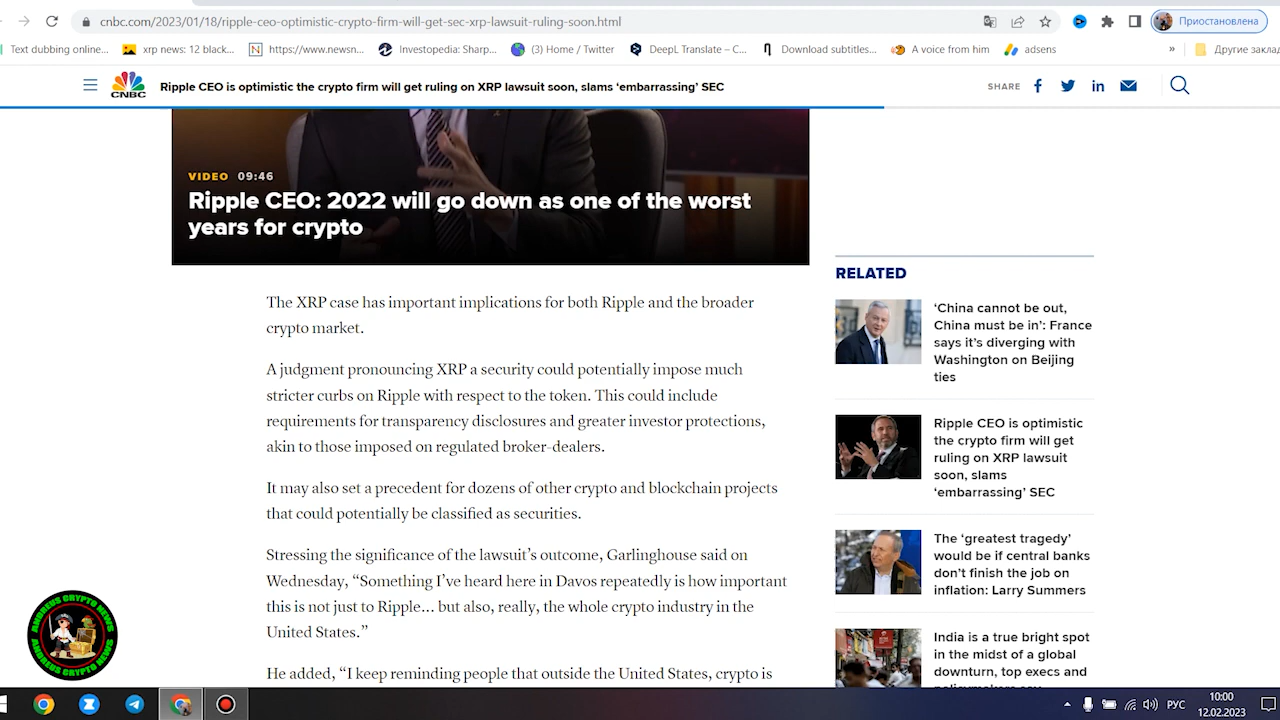 cnbc.com/2023/01/18/ripple-ceo-optimistic-crypto-firm-will-get-sec-xrp-lawsuit-ruling-soon.html
Приостановлена
Text dubbing online...
xrp news: 12 black...
https://www.newsn...
Investopedia: Sharp...
(3) Home / Twitter
DeepL Translate – C...
Download subtitles...
A voice from him
adsens
»
Другие закла
CNBC
Ripple CEO is optimistic the crypto firm will get ruling on XRP lawsuit soon, slams ‘embarrassing’ SEC
SHARE
VIDEO 09:46
Ripple CEO: 2022 will go down as one of the worst
years for crypto
The XRP case has important implications for both Ripple and the broader
crypto market.
A judgment pronouncing XRP a security could potentially impose much
stricter curbs on Ripple with respect to the token. This could include
requirements for transparency disclosures and greater investor protections,
akin to those imposed on regulated broker-dealers.
It may also set a precedent for dozens of other crypto and blockchain projects
that could potentially be classified as securities.
Stressing the significance of the lawsuit’s outcome, Garlinghouse said on
Wednesday, “Something I’ve heard here in Davos repeatedly is how important
this is not just to Ripple... but also, really, the whole crypto industry in the
United States.”
He added, “I keep reminding people that outside the United States, crypto is
RELATED
‘China cannot be out,
China must be in’: France
says it’s diverging with
Washington on Beijing
ties
Ripple CEO is optimistic
the crypto firm will get
ruling on XRP lawsuit
soon, slams
‘embarrassing’ SEC
The ‘greatest tragedy’
would be if central banks
don’t finish the job on
inflation: Larry Summers
India is a true bright spot
in the midst of a global
downturn, top execs and
policymakers say
ANDREUS CRYPTO NEWS
ANDREUS CRYPTO NEWS
РУС
10:00
12.02.2023